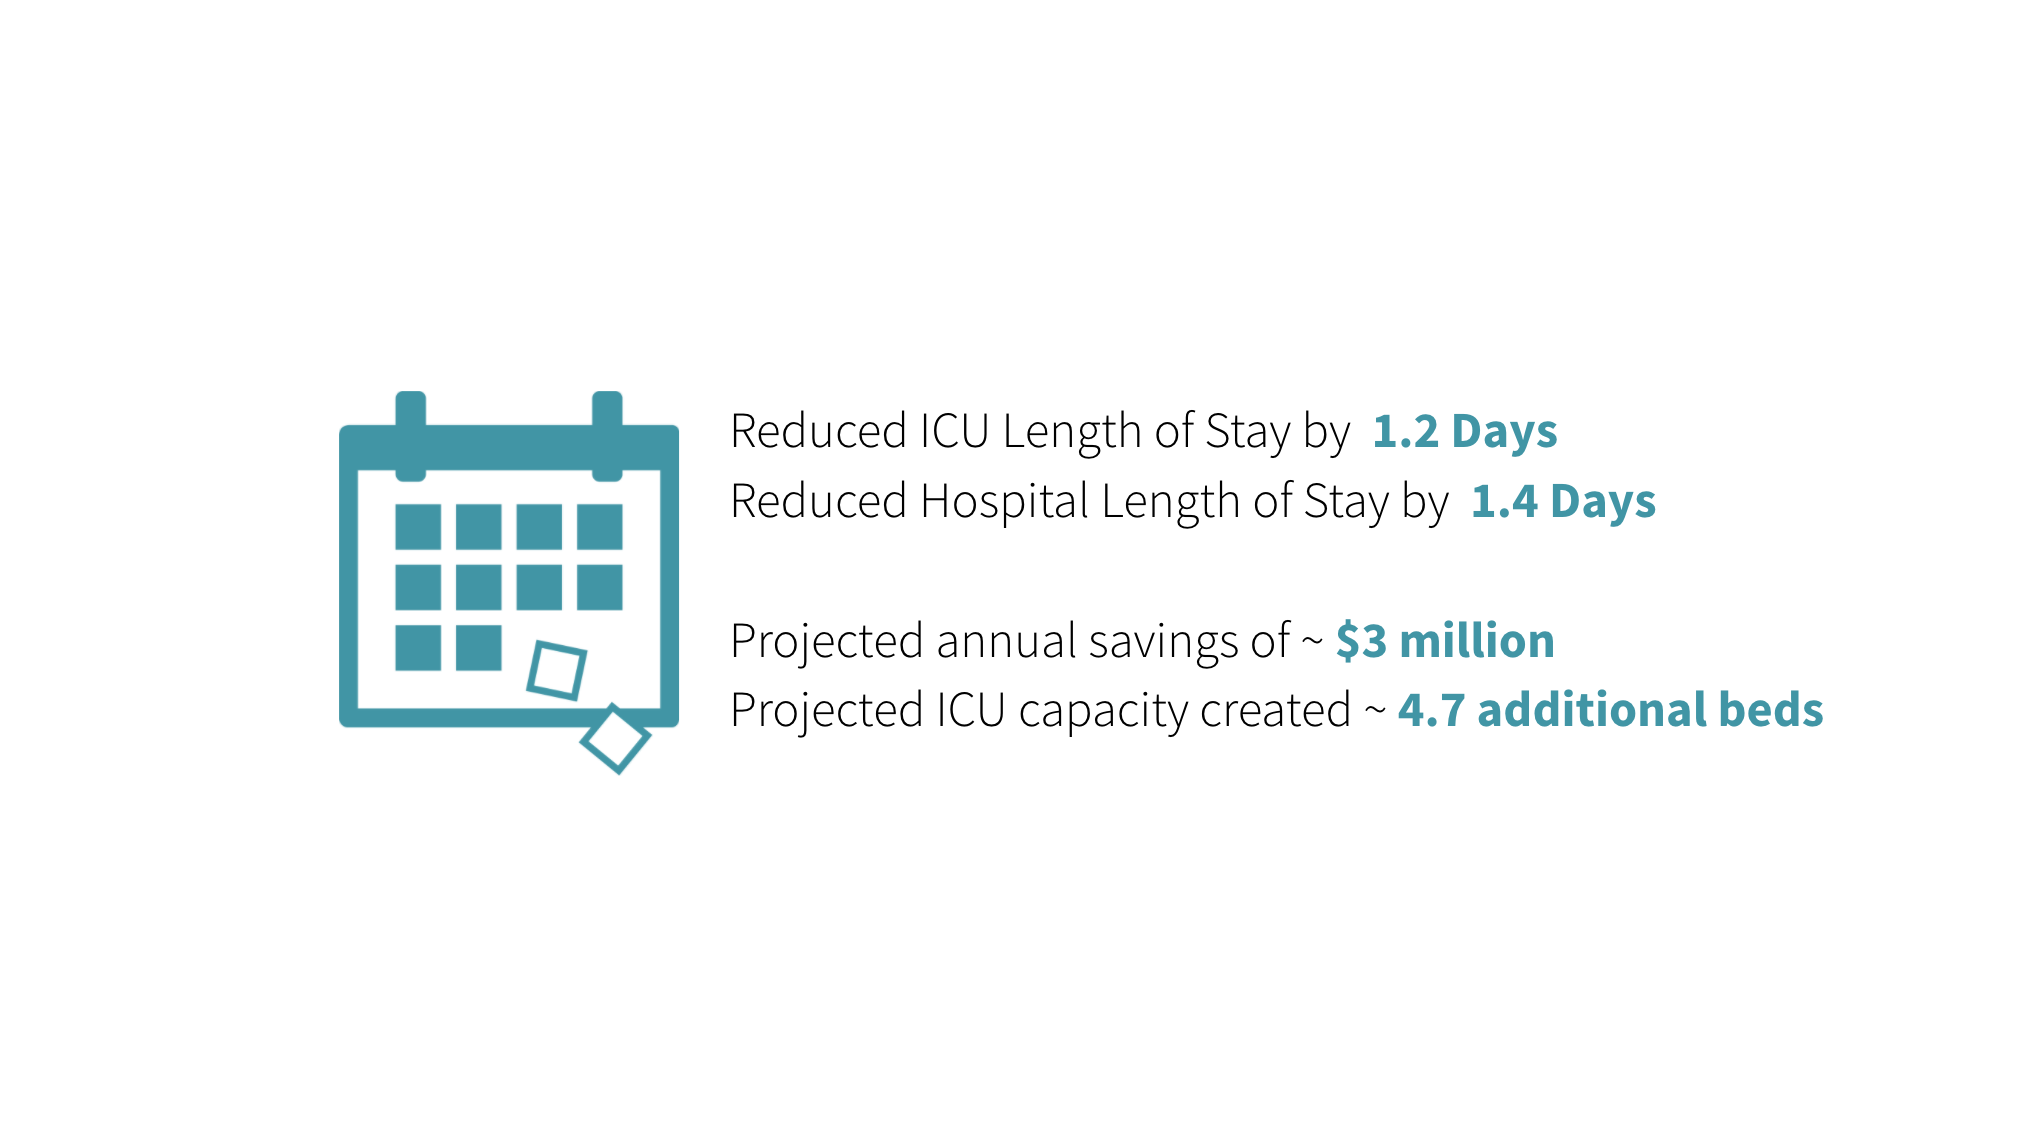 Reduced ICU Length of Stay by 1.2 Days
Reduced Hospital Length of Stay by 1.4 Days
Projected annual savings of ~ $3 million
Projected ICU capacity created ~ 4.7 additional beds